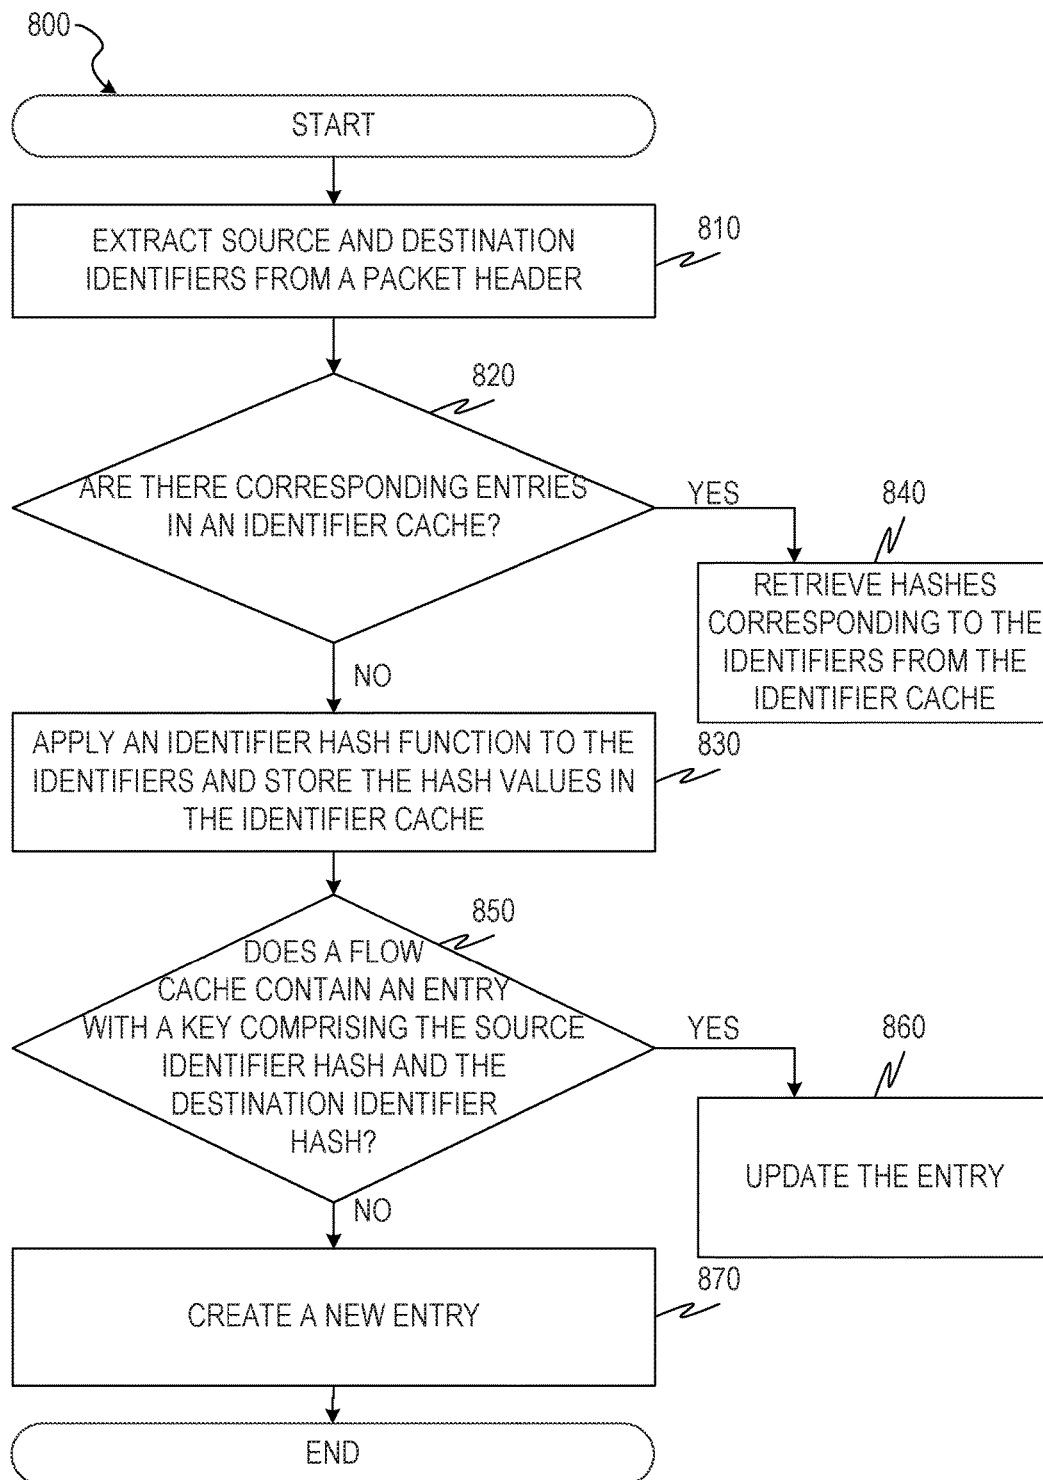 800
START
EXTRACT SOURCE AND DESTINATION
IDENTIFIERS FROM A PACKET HEADER
810
820
ARE THERE CORRESPONDING ENTRIES
IN AN IDENTIFIER CACHE?
YES
840
RETRIEVE HASHES
CORRESPONDING TO THE
IDENTIFIERS FROM THE
IDENTIFIER CACHE
NO
APPLY AN IDENTIFIER HASH FUNCTION TO THE
IDENTIFIERS AND STORE THE HASH VALUES IN
THE IDENTIFIER CACHE
830
850
DOES A FLOW
CACHE CONTAIN AN ENTRY
WITH A KEY COMPRISING THE SOURCE
IDENTIFIER HASH AND THE
DESTINATION IDENTIFIER
HASH?
YES
860
UPDATE THE ENTRY
NO
CREATE A NEW ENTRY
870
END